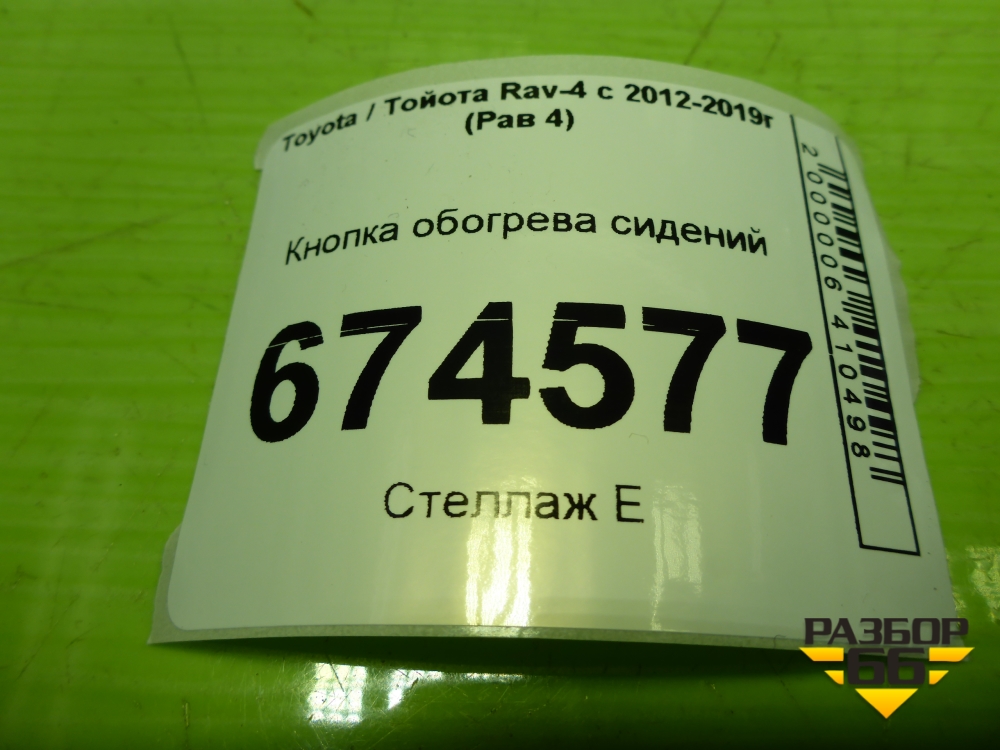 Toyota / Тойота Rav-4 с 2012-2019г
(Рав 4)
Кнопка обогрева сидений
674577
Стеллаж Е
2000006410498
РАЗБОР
66